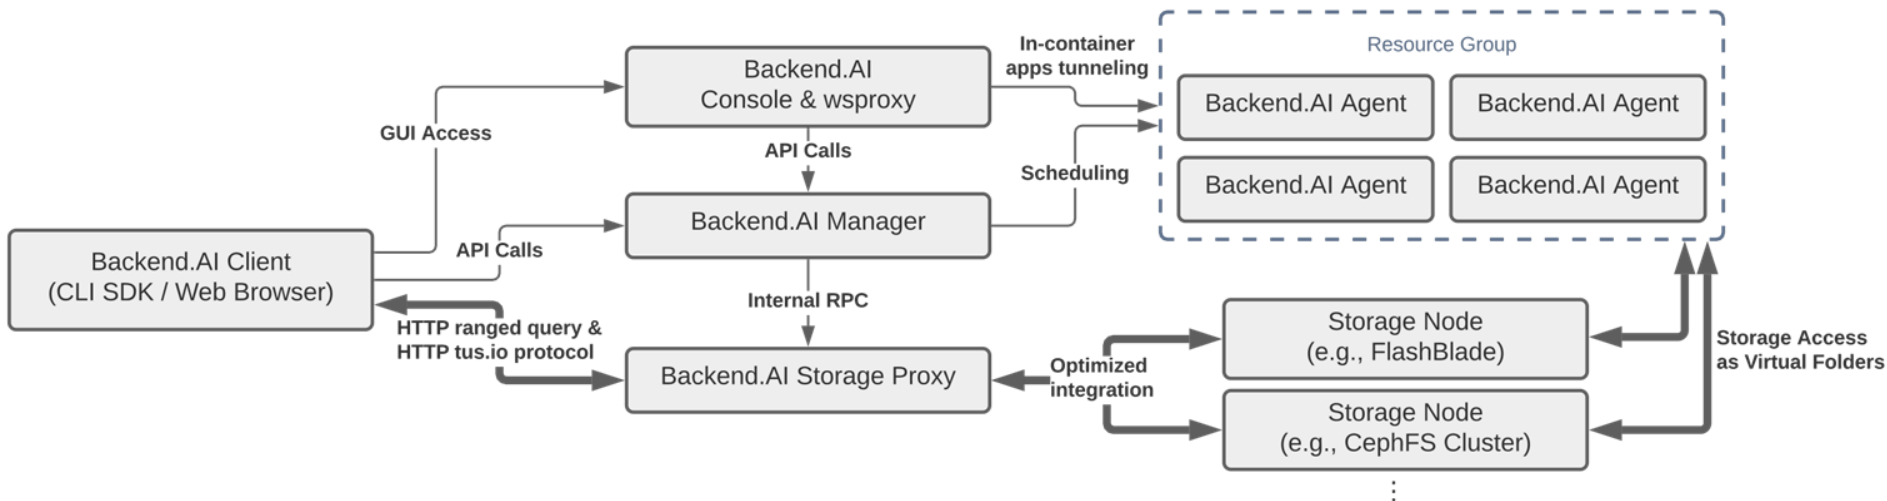 In-container
apps tunneling
Resource Group
Backend.AI
Console & wsproxy
Backend.AI Agent
Backend.AI Agent
GUI Access
API Calls
Scheduling
Backend.AI Agent
Backend.AI Agent
Backend.AI Manager
API Calls
Backend.AI Client
(CLI SDK / Web Browser)
Internal RPC
HTTP ranged query &
HTTP tus.io protocol
Backend.AI Storage Proxy
Optimized
integration
Storage Node
(e.g., FlashBlade)
Storage Access
as Virtual Folders
Storage Node
(e.g., CephFS Cluster)